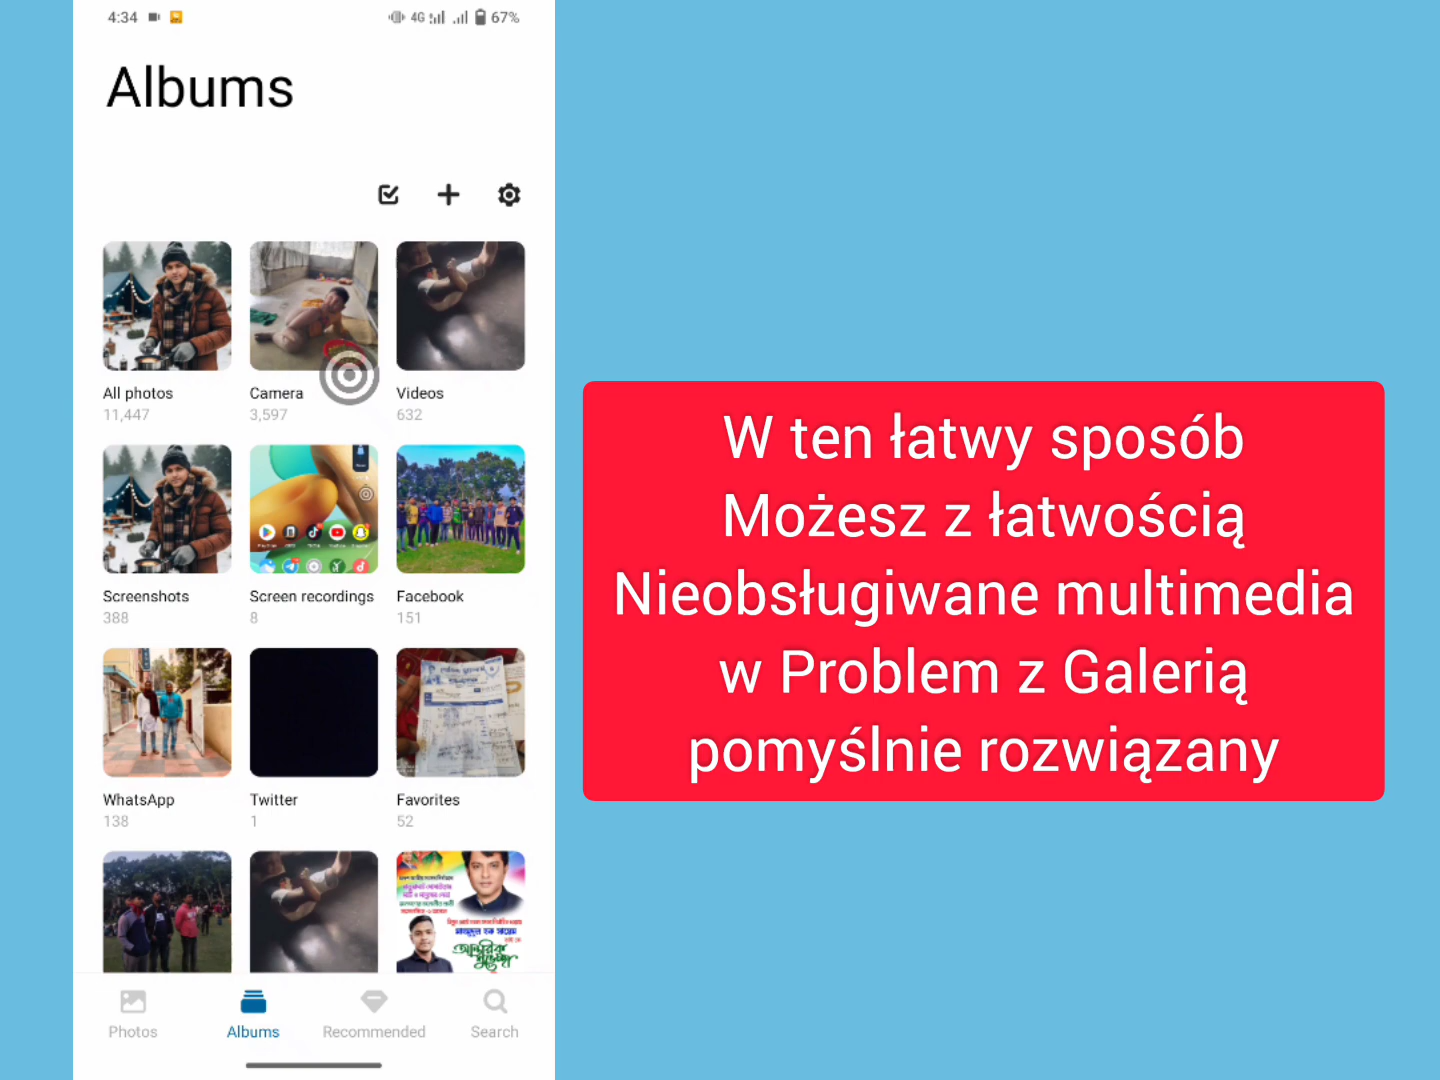 4:34
4G
67%
Albums
All photos
11,447
Camera
3,597
Videos
632
Screenshots
388
Screen recordings
8
Facebook
151
WhatsApp
138
Twitter
1
Favorites
52
Photos
Albums
Recommended
Search
W ten łatwy sposób
Możesz z łatwością
Nieobsługiwane multimedia
w Problem z Galerią
pomyślnie rozwiązany